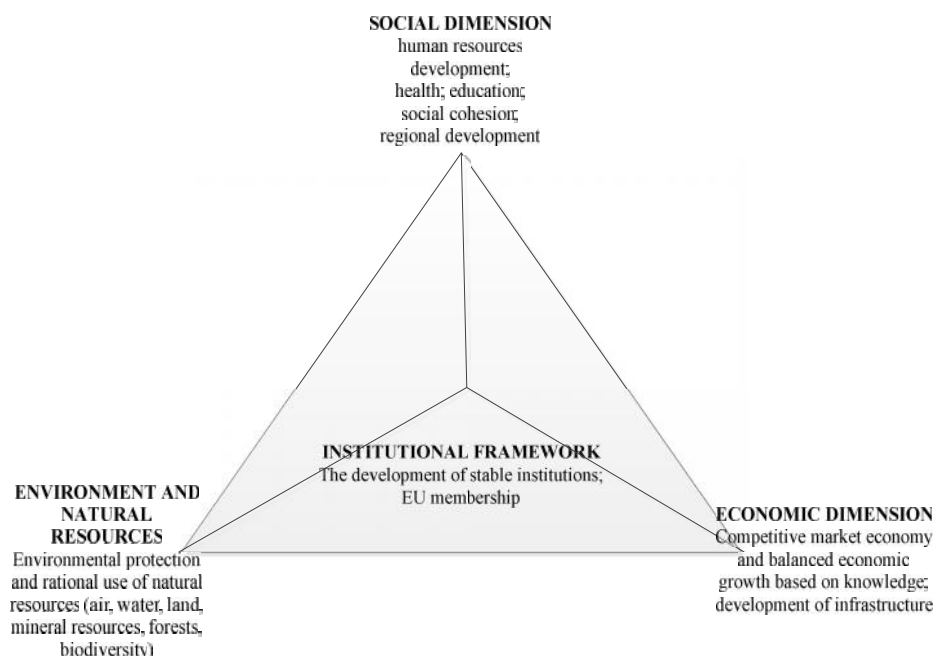 SOCIAL DIMENSION
human resources
development;
health; education;
social cohesion;
regional development
INSTITUTIONAL FRAMEWORK
The development of stable institutions;
EU membership
ENVIRONMENT AND
NATURAL
RESOURCES
Environmental protection
and rational use of natural
resources (air, water, land,
mineral resources, forests,
biodiversity)
ECONOMIC DIMENSION
Competitive market economy
and balanced economic
growth based on knowledge;
development of infrastructure